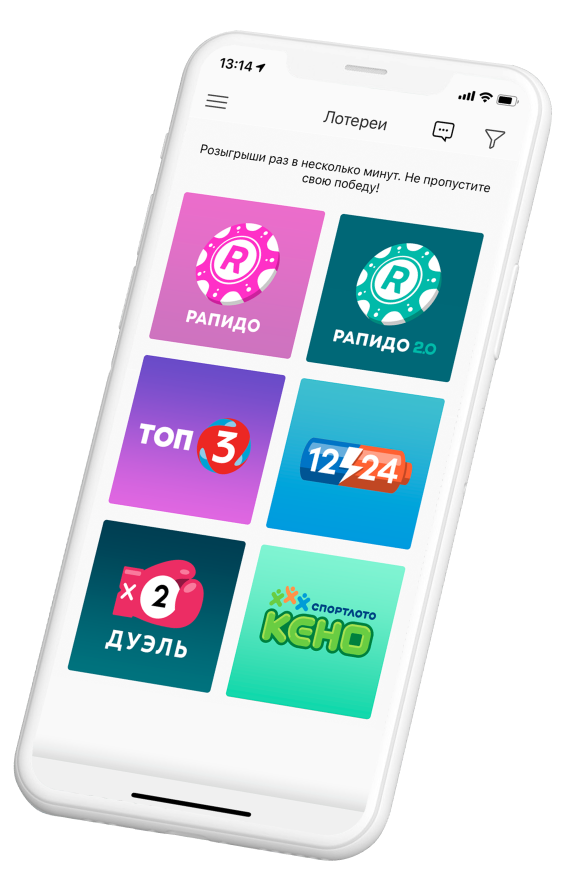 13:14
Лотереи
Розыгрыши раз в несколько минут. Не пропустите
свою победу!
R
РАПИДО
R
РАПИДО 2.0
ТОП 3
12 24
x 2
ДУЭЛЬ
СПОРТЛОТО
КЕНО